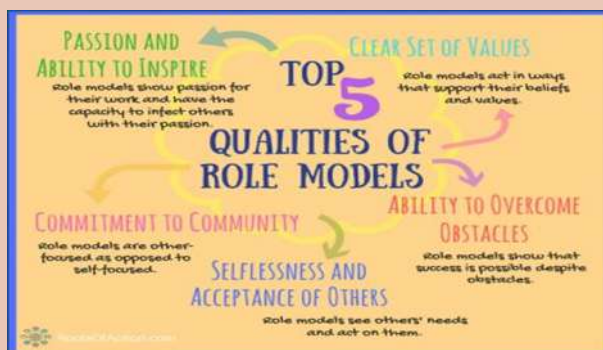 TOP
5
QUALITIES OF
ROLE MODELS
PASSION AND
ABILITY TO INSPIRE
Role models show passion for
their work and have the
capacity to infect others
with their passion.
CLEAR SET OF VALUES
Role models act in ways
that support their beliefs
and values.
ABILITY TO OVERCOME
OBSTACLES
Role models show that
success is possible despite
obstacles.
SELFLESSNESS AND
ACCEPTANCE OF OTHERS
Role models see others' needs
and act on them.
COMMITMENT TO COMMUNITY
Role models are other-
focused as opposed to
self-focused.
RootsOfAction.com